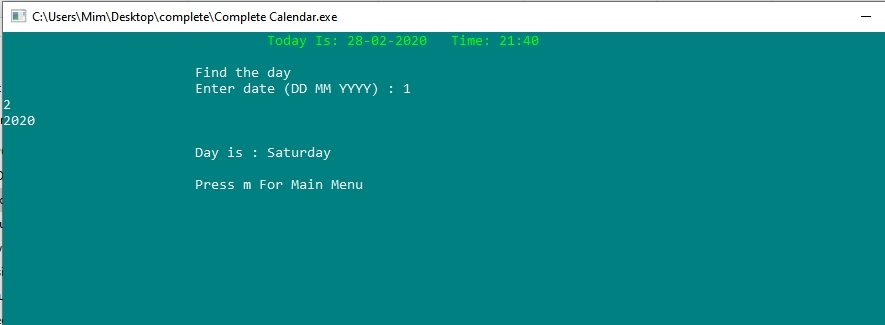 C:\Users\Mim\Desktop\complete\Complete Calendar.exe
Today Is: 28-02-2020   Time: 21:40
Find the day
Enter date (DD MM YYYY) : 1
2
2020
Day is : Saturday
Press m For Main Menu